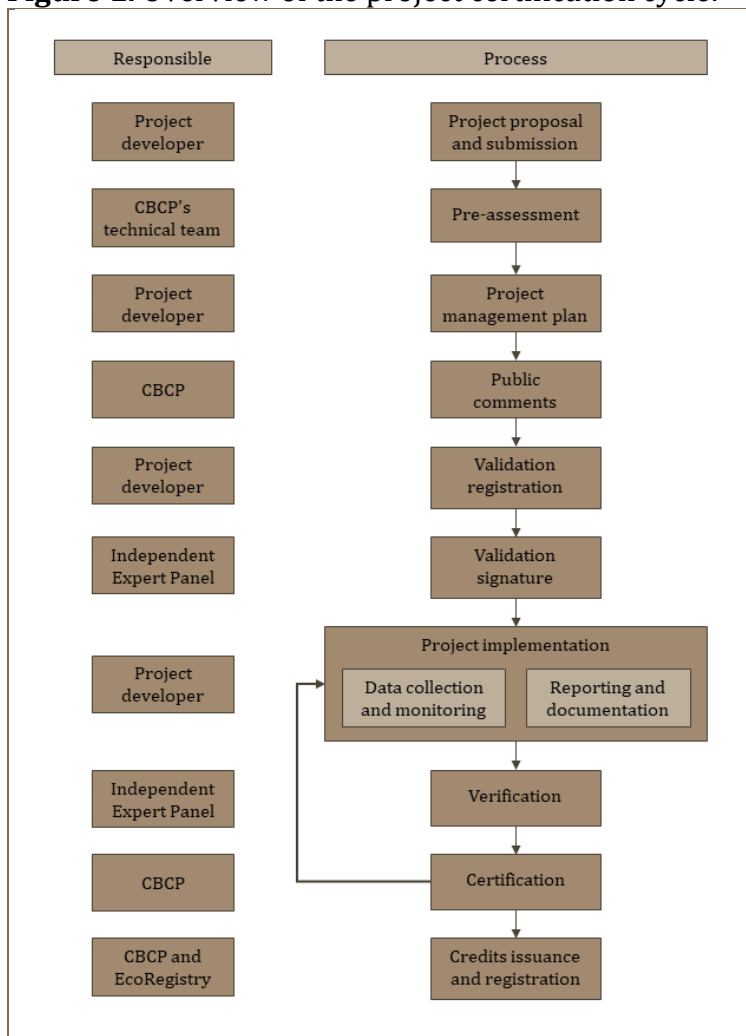 Figure 2. Overview of the project certification cycle.
Responsible
Process
Project
developer
Project proposal
and submission
CBCP's
technical team
Pre-assessment
Project
developer
Project
management plan
CBCP
Public
comments
Project
developer
Validation
registration
Independent
Expert Panel
Validation
signature
Project
developer
Project implementation
Data collection
and monitoring
Reporting and
documentation
Independent
Expert Panel
Verification
CBCP
Certification
CBCP and
EcoRegistry
Credits issuance
and registration